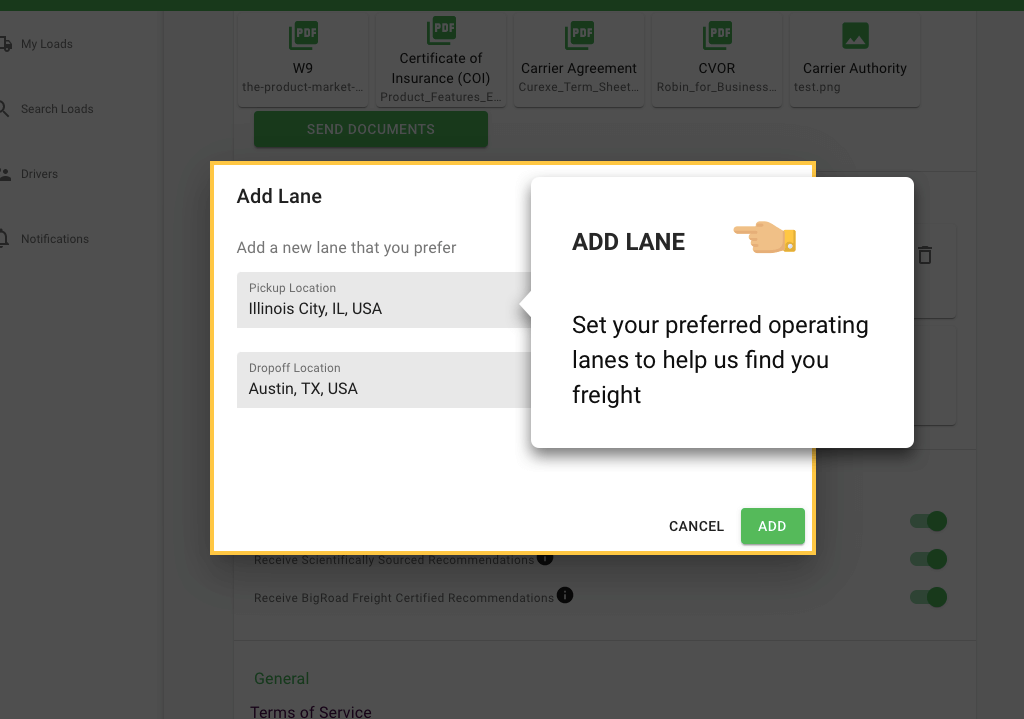 My Loads
Search Loads
Drivers
Notifications
PDF
PDF
PDF
PDF
W9
the-product-market-...
Certificate of
Insurance (COI)
Product_Features_E...
Carrier Agreement
Curexe_Term_Sheet...
CVOR
Robin_for_Business...
Carrier Authority
test.png
SEND DOCUMENTS
Add Lane
Add a new lane that you prefer
Pickup Location
Illinois City, IL, USA
Dropoff Location
Austin, TX, USA
ADD LANE
Set your preferred operating
lanes to help us find you
freight
CANCEL
ADD
Receive Scientifically Sourced Recommendations
Receive BigRoad Freight Certified Recommendations
General
Terms of Service